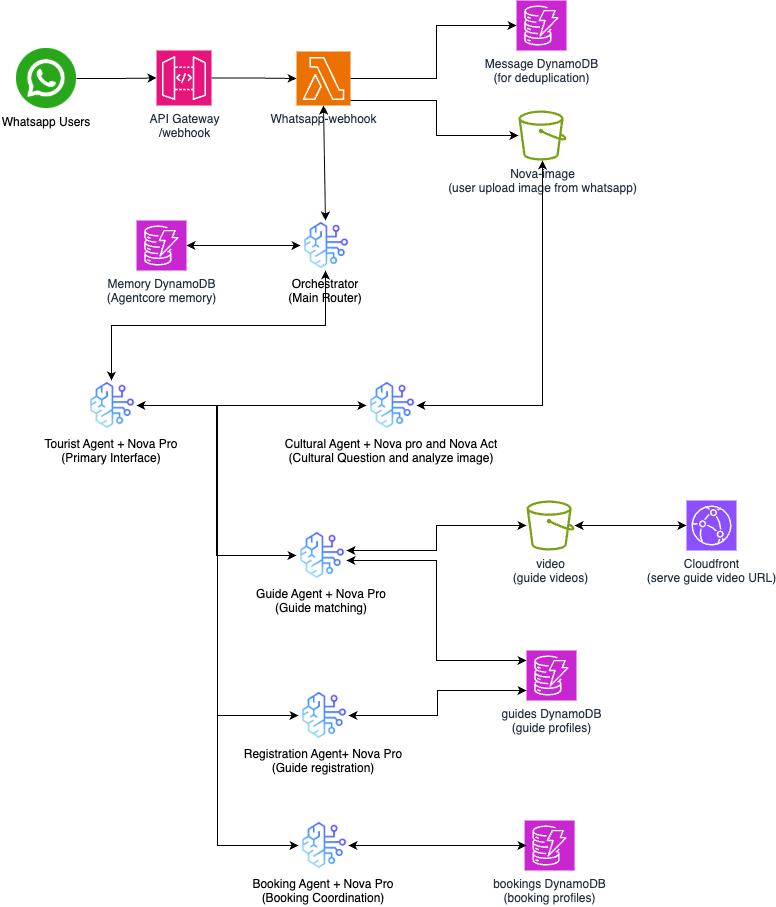 Message DynamoDB
(for deduplication)
Whatsapp Users
API Gateway
/webhook
Whatsapp-webhook
Nova-image
(user upload image from whatsapp)
Memory DynamoDB
(Agentcore memory)
Orchestrator
(Main Router)
Tourist Agent + Nova Pro
(Primary Interface)
Cultural Agent + Nova pro and Nova Act
(Cultural Question and analyze image)
Guide Agent + Nova Pro
(Guide matching)
video
(guide videos)
Cloudfront
(serve guide video URL)
guides DynamoDB
(guide profiles)
Registration Agent+ Nova Pro
(Guide registration)
Booking Agent + Nova Pro
(Booking Coordination)
bookings DynamoDB
(booking profiles)